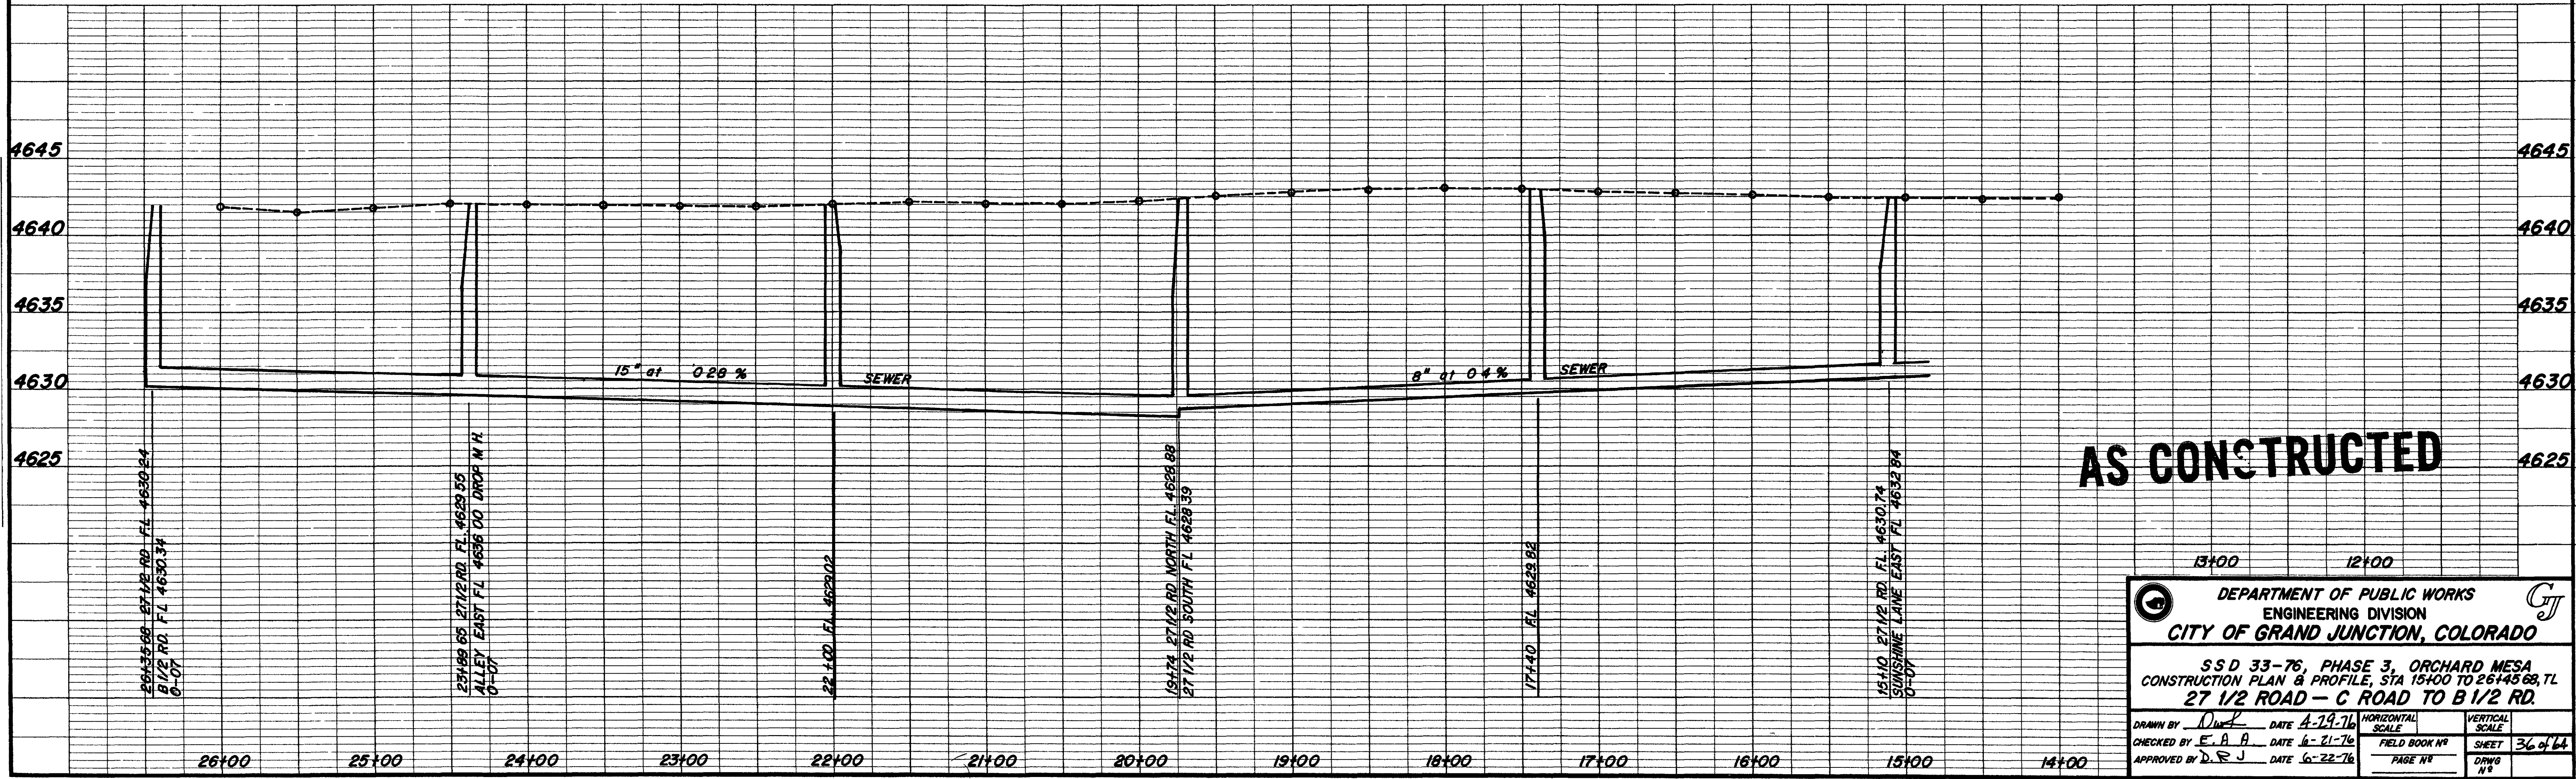 4645
4645
4640
4640
4635
4635
4630
4630
4625
4625
15" at 0 28 %
SEWER
8" at 0 4 %
SEWER
26+35 68 27 1/2 RD F.L. 4630 24
B 1/2 RD. FL 4630.34
0-07
23+89 65 27 1/2 RD. FL. 4629 55
ALLEY EAST F L 4636 00 DROP M H.
0-07
22+00 F.L. 4629.02
19+74 27 1/2 RD NORTH F.L. 4628.88
27 1/2 RD SOUTH F L 4628 39
17+40 F.L 4629.82
15+10 27 1/2 RD. F.L. 4630.74
SUNSHINE LANE EAST FL 4632 84
0-07
AS CONSTRUCTED
13+00
12+00
26+00
25+00
24+00
23+00
22+00
21+00
20+00
19+00
18+00
17+00
16+00
15+00
14+00
DEPARTMENT OF PUBLIC WORKS
ENGINEERING DIVISION
CITY OF GRAND JUNCTION, COLORADO
GJ
S S D 33-76, PHASE 3, ORCHARD MESA
CONSTRUCTION PLAN & PROFILE, STA 15+00 TO 26+45 68, TL
27 1/2 ROAD — C ROAD TO B 1/2 RD.
DRAWN BY DATE 4-29-76
CHECKED BY E. A A. DATE 6-21-76
APPROVED BY D. R J DATE 6-22-76
HORIZONTAL SCALE
VERTICAL SCALE
FIELD BOOK Nº
SHEET 36 of 64
PAGE Nº
DRWG Nº